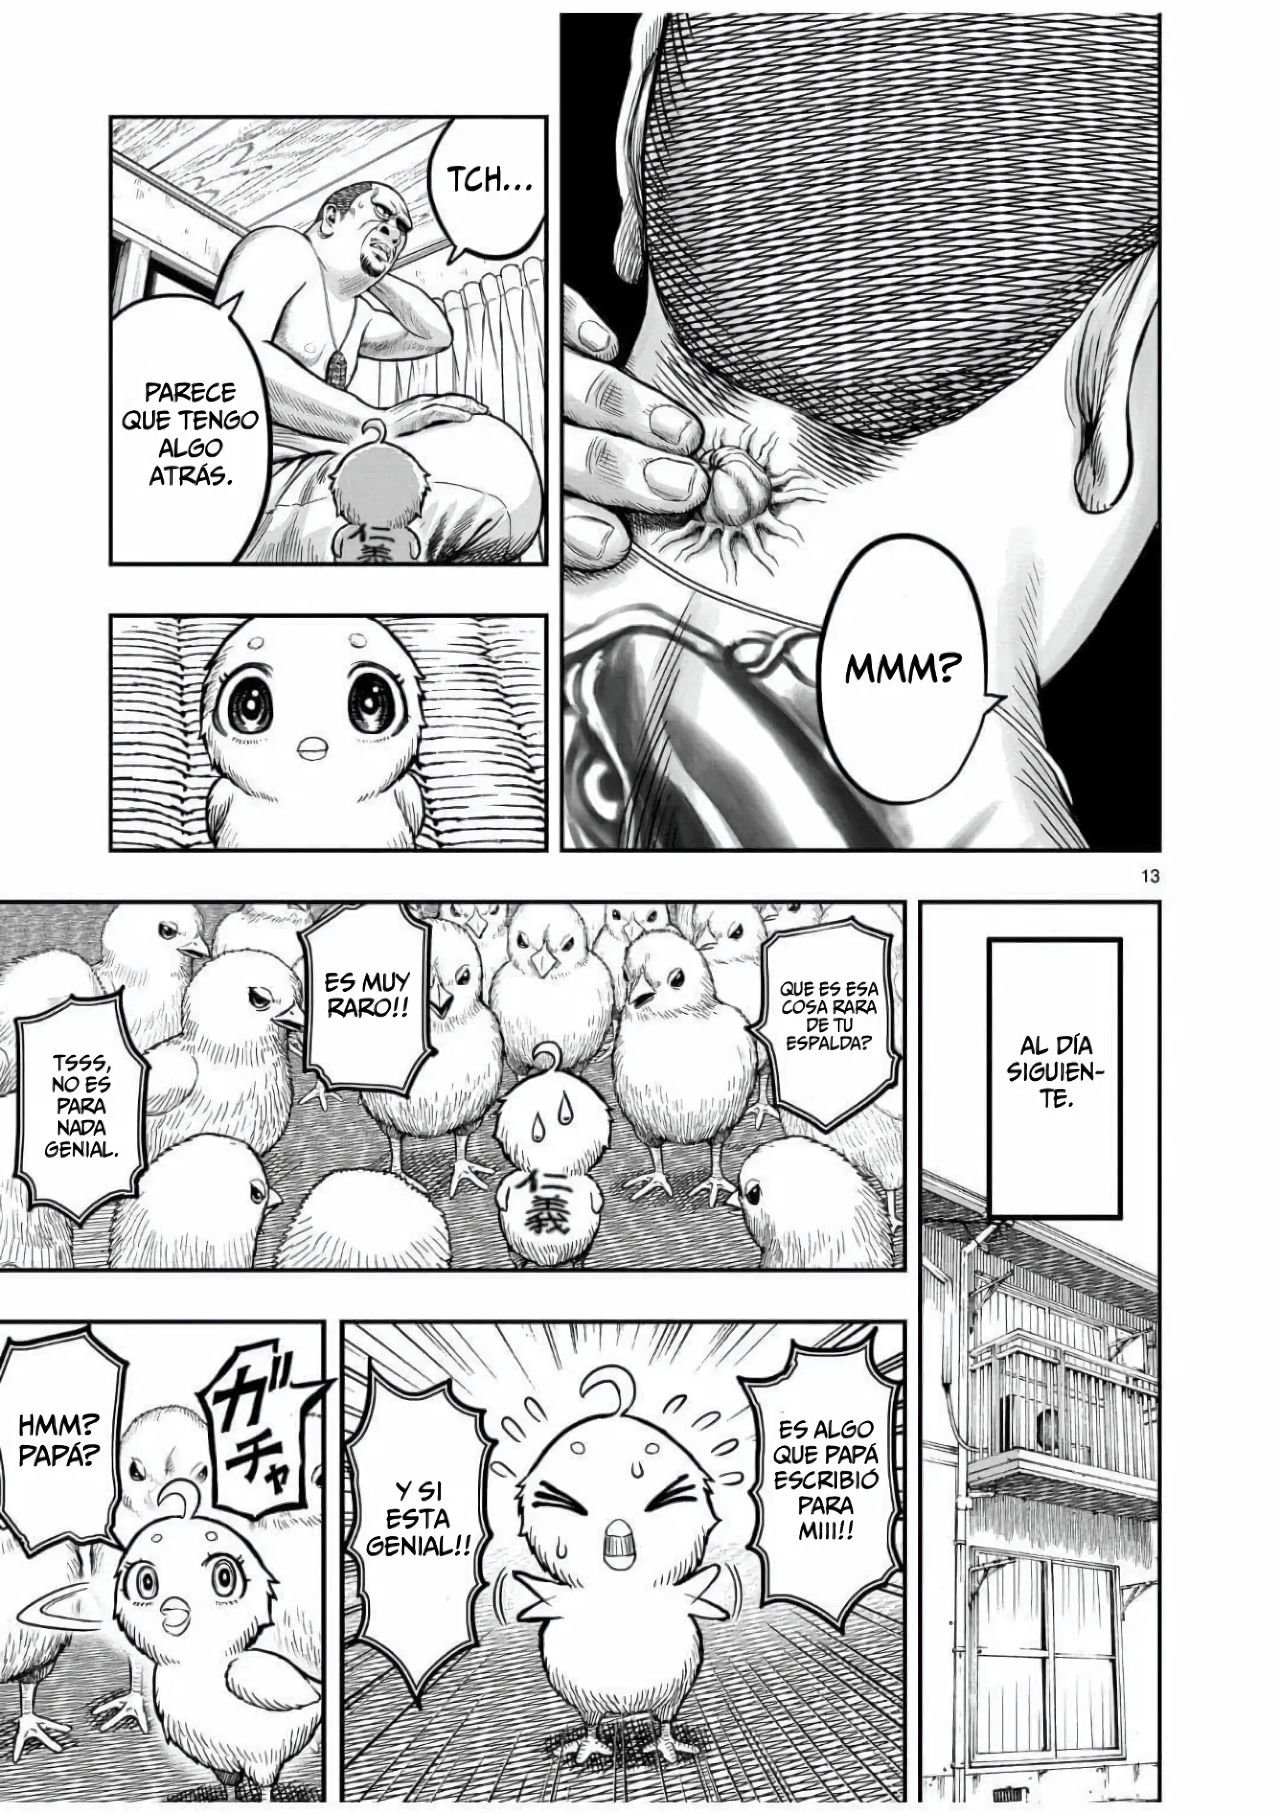 MMM?
TCH...
PARECE
QUE TENGO
ALGO
ATRÁS.
仁
義
13
AL DÍA
SIGUIEN-
TE.
QUE ES ESA
COSA RARA
DE TU
ESPALDA?
ES MUY
RARO!!
TSSS,
NO ES
PARA
NADA
GENIAL.
仁
義
ES ALGO
QUE PAPÁ
ESCRIBIÓ
PARA
MIII!!
Y SI
ESTA
GENIAL!!
ガチャ
HMM?
PAPÁ?